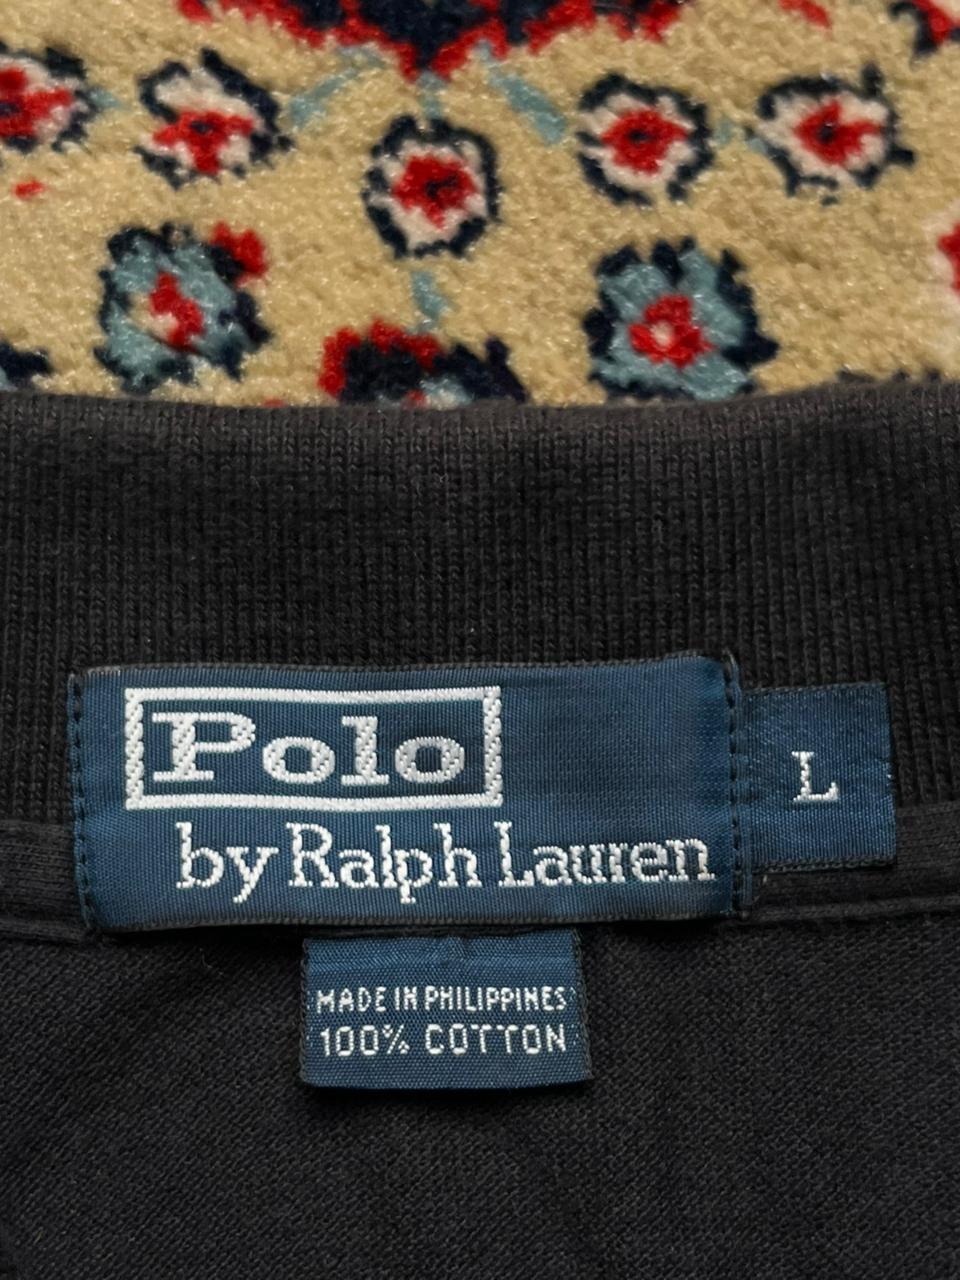 Polo
by Ralph Lauren
L
MADE IN PHILIPPINES
100% COTTON